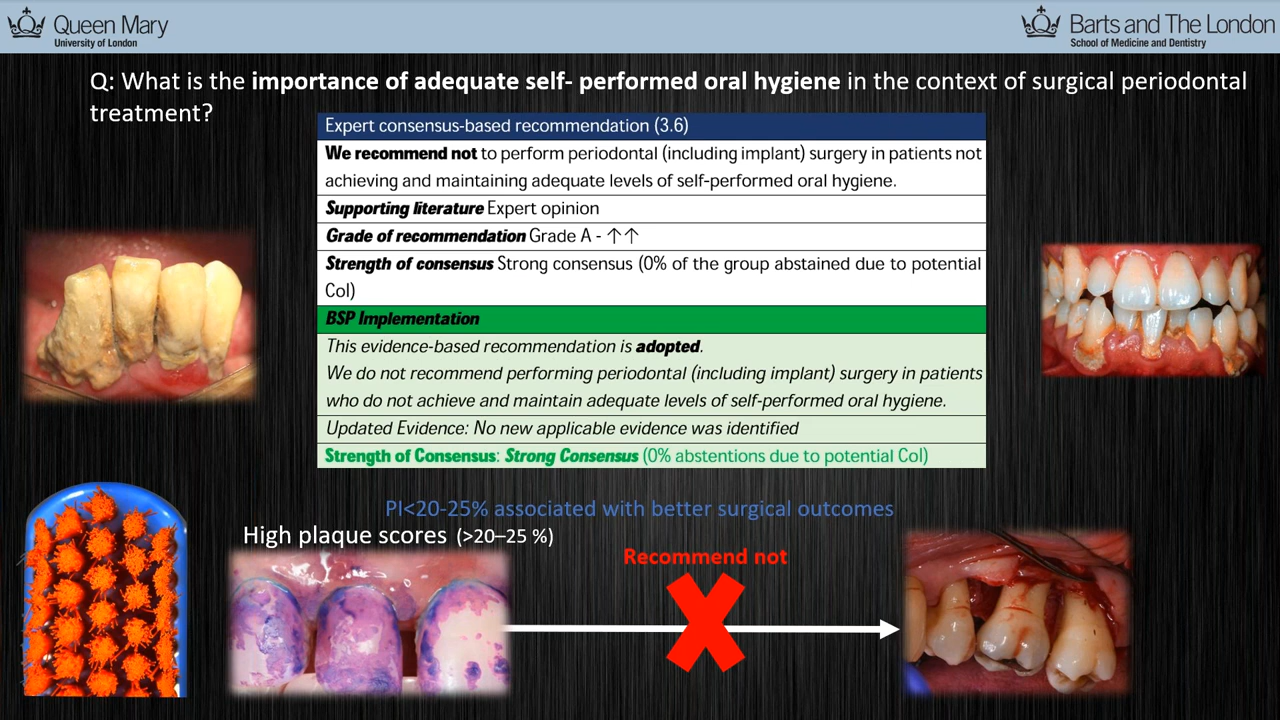 Queen Mary
University of London
Barts and The London
School of Medicine and Dentistry
Q: What is the importance of adequate self- performed oral hygiene in the context of surgical periodontal
treatment?
Expert consensus-based recommendation (3.6)
We recommend not to perform periodontal (including implant) surgery in patients not
achieving and maintaining adequate levels of self-performed oral hygiene.
Supporting literature Expert opinion
Grade of recommendation Grade A - ↑↑
Strength of consensus Strong consensus (0% of the group abstained due to potential
CoI)
BSP Implementation
This evidence-based recommendation is adopted.
We do not recommend performing periodontal (including implant) surgery in patients
who do not achieve and maintain adequate levels of self-performed oral hygiene.
Updated Evidence: No new applicable evidence was identified
Strength of Consensus: Strong Consensus (0% abstentions due to potential CoI)
PI<20-25% associated with better surgical outcomes
High plaque scores (>20–25 %)
Recommend not